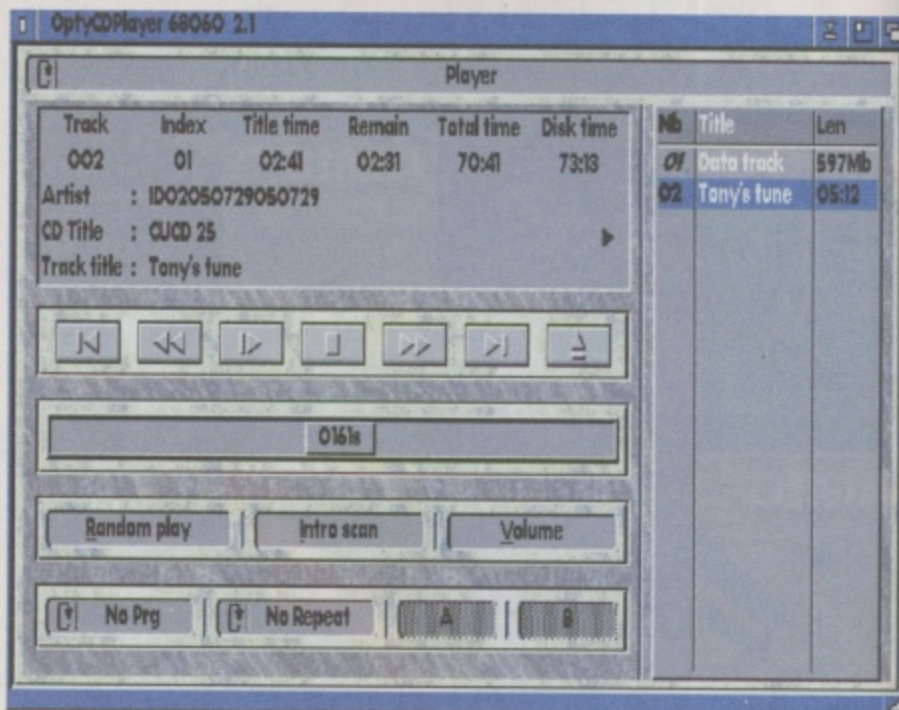 OptyCDPlayer 68060 2.1
Player
Track Index Title time Remain Total time Disk time
002 01 02:41 02:31 70:41 73:13
Artist : ID02050729050729
CD Title : CUCD 25
Track title : Tony's tune
0161s
Random play Intro scan Volume
No Prg No Repeat A B
Nb Title Len
01 Data track 597Mb
02 Tony's tune 05:12